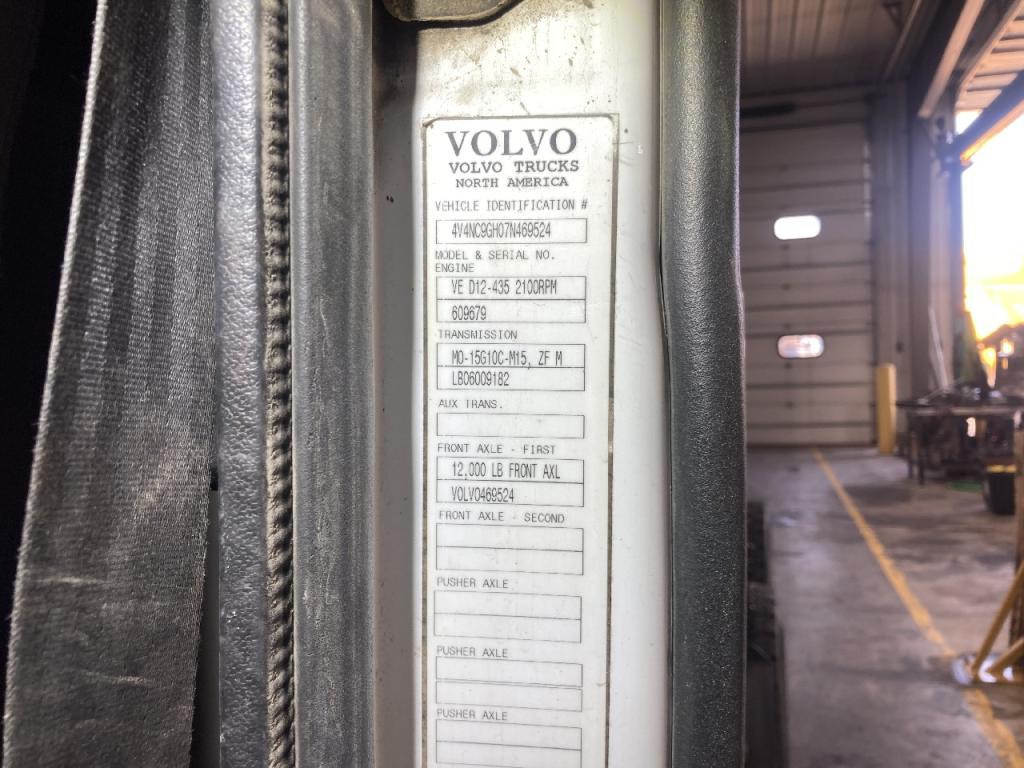 VOLVO
VOLVO TRUCKS
NORTH AMERICA
VEHICLE IDENTIFICATION #
4V4NC9GH07N469524
MODEL & SERIAL NO.
ENGINE
VE D12-435 2100RPM
609679
TRANSMISSION
MO-15G10C-M15, ZF M
LB06009182
AUX TRANS.
FRONT AXLE - FIRST
12,000 LB FRONT AXL
VOLVO469524
FRONT AXLE - SECOND
PUSHER AXLE
PUSHER AXLE
PUSHER AXLE